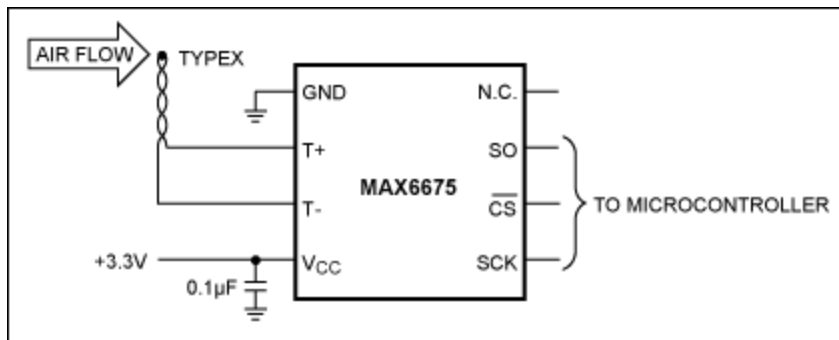 AIR FLOW
TYPEX
GND
N.C.
T+
SO
MAX6675
T-
CS
TO MICROCONTROLLER
+3.3V
VCC
SCK
0.1µF